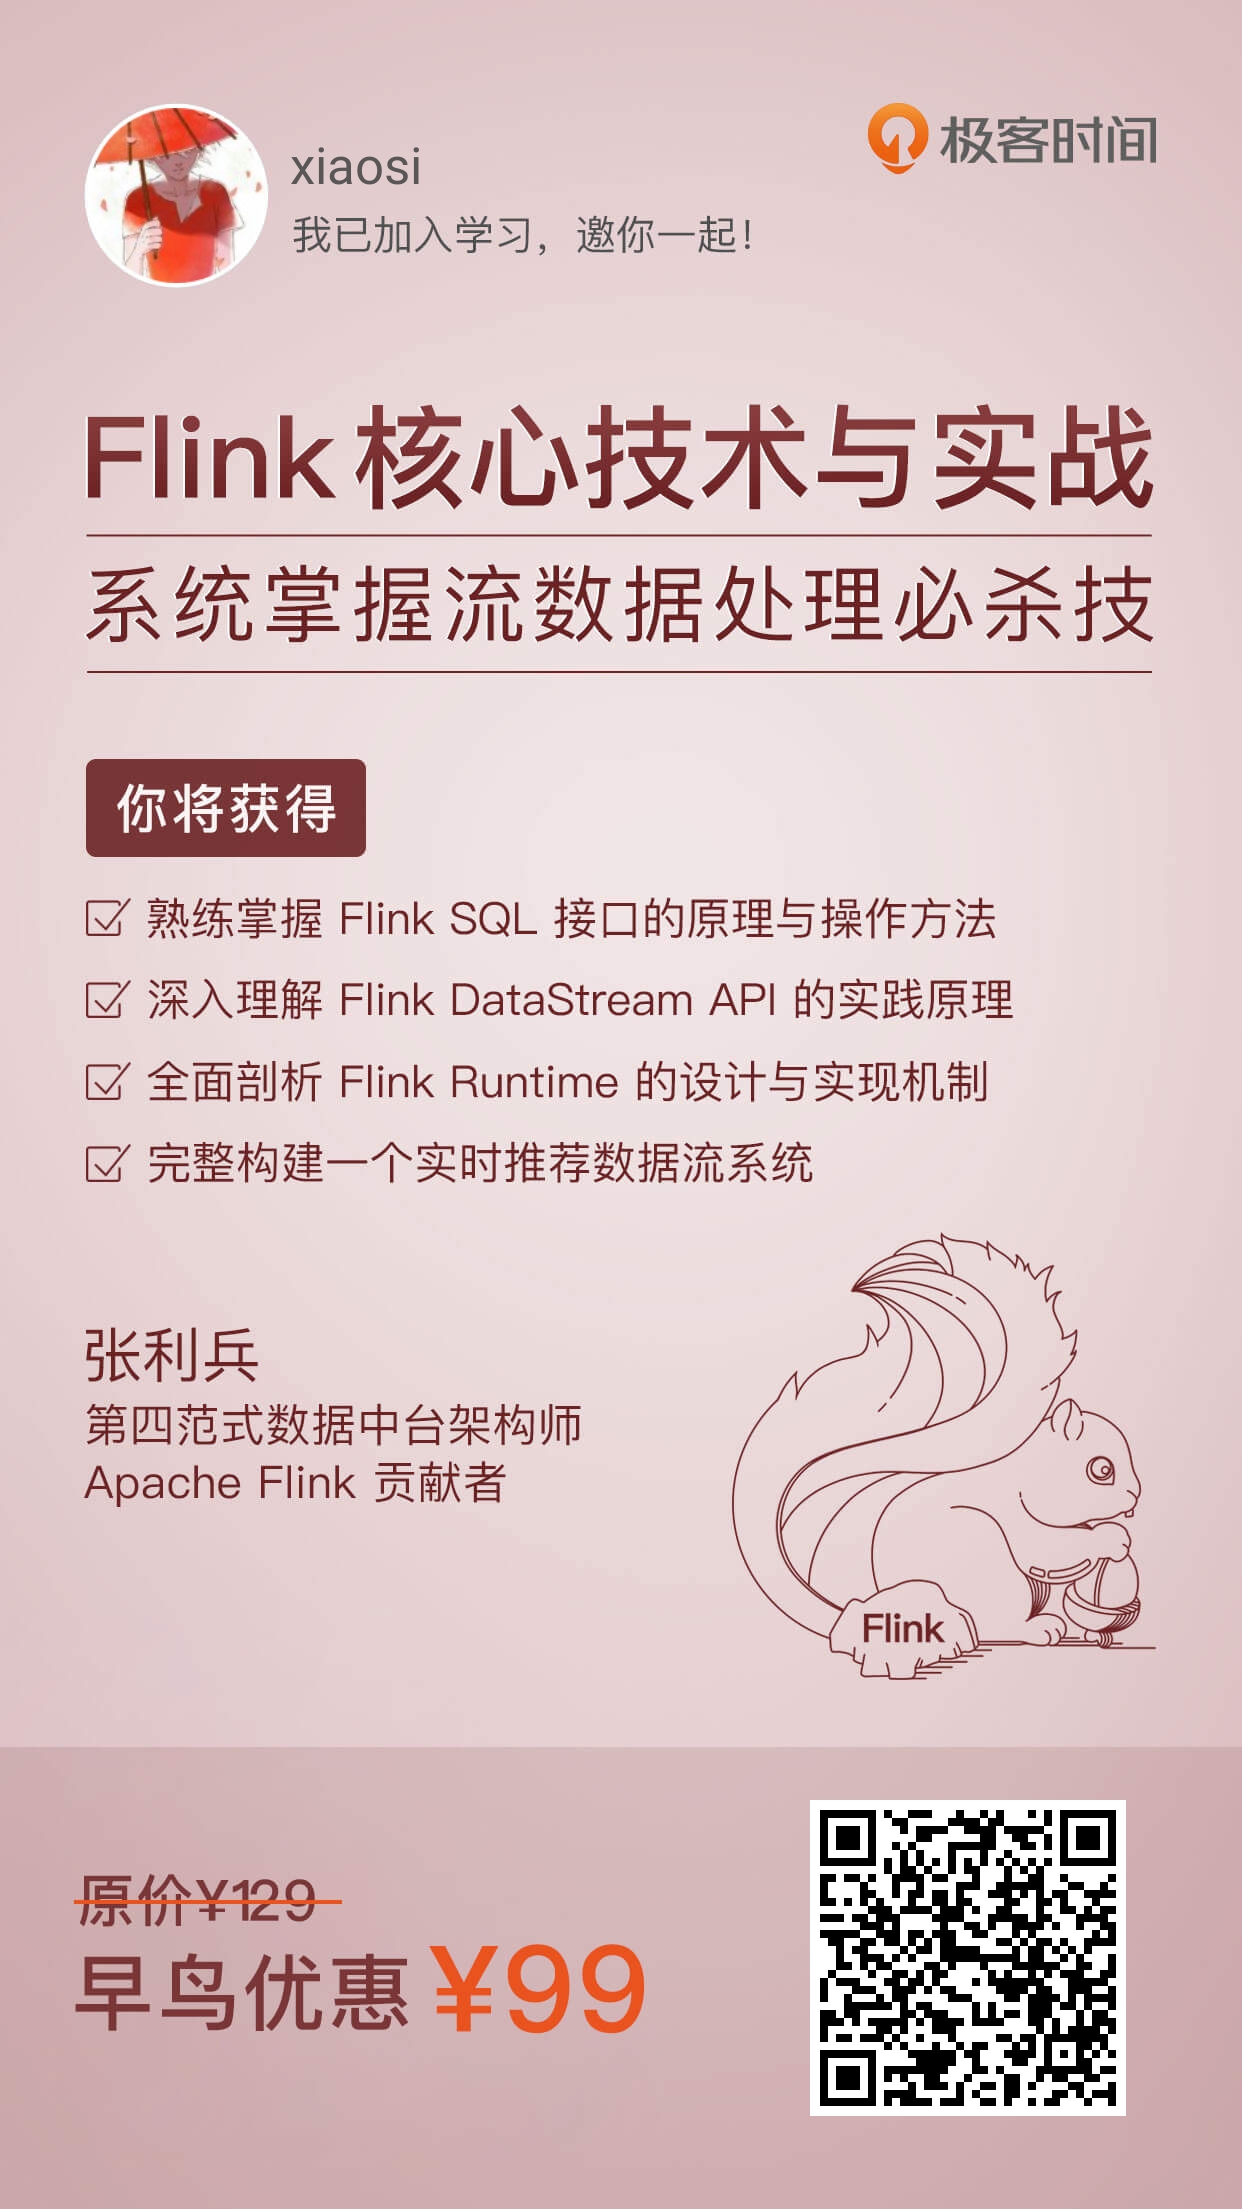 极客时间
xiaosi
我已加入学习，邀你一起！
Flink 核心技术与实战
系统掌握流数据处理必杀技
你将获得
熟练掌握 Flink SQL 接口的原理与操作方法
深入理解 Flink DataStream API 的实践原理
全面剖析 Flink Runtime 的设计与实现机制
完整构建一个实时推荐数据流系统
张利兵
第四范式数据中台架构师
Apache Flink 贡献者
Flink
原价¥129
早鸟优惠 ¥99